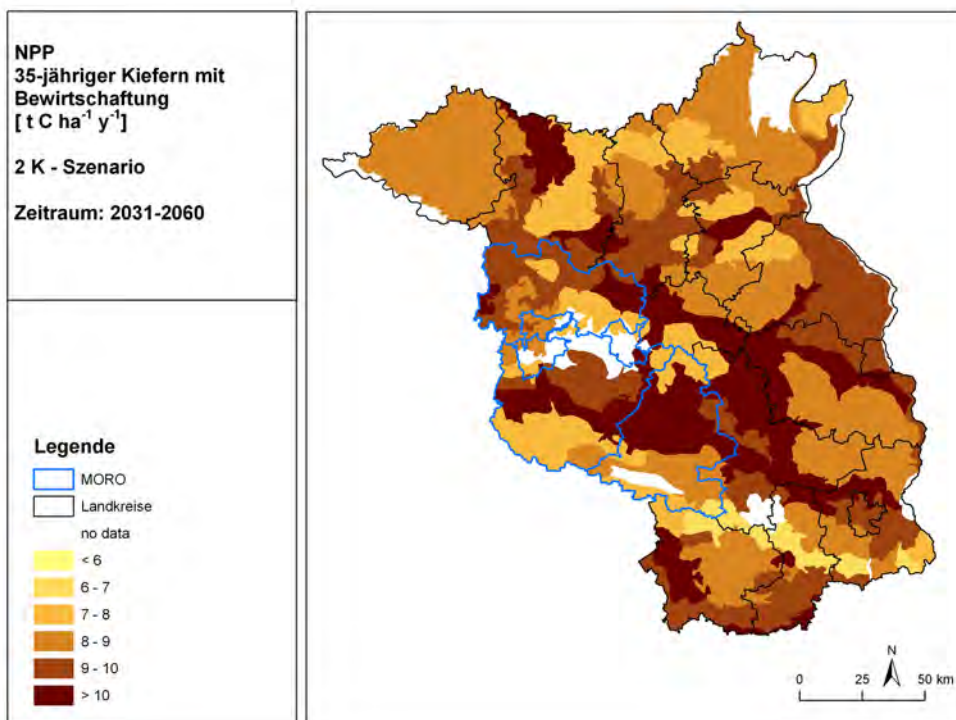 NPP
35-jähriger Kiefern mit
Bewirtschaftung
[ t C ha⁻¹ y⁻¹]
2 K - Szenario
Zeitraum: 2031-2060
Legende
MORO
Landkreise
no data
< 6
6 - 7
7 - 8
8 - 9
9 - 10
> 10
N
0 25 50 km